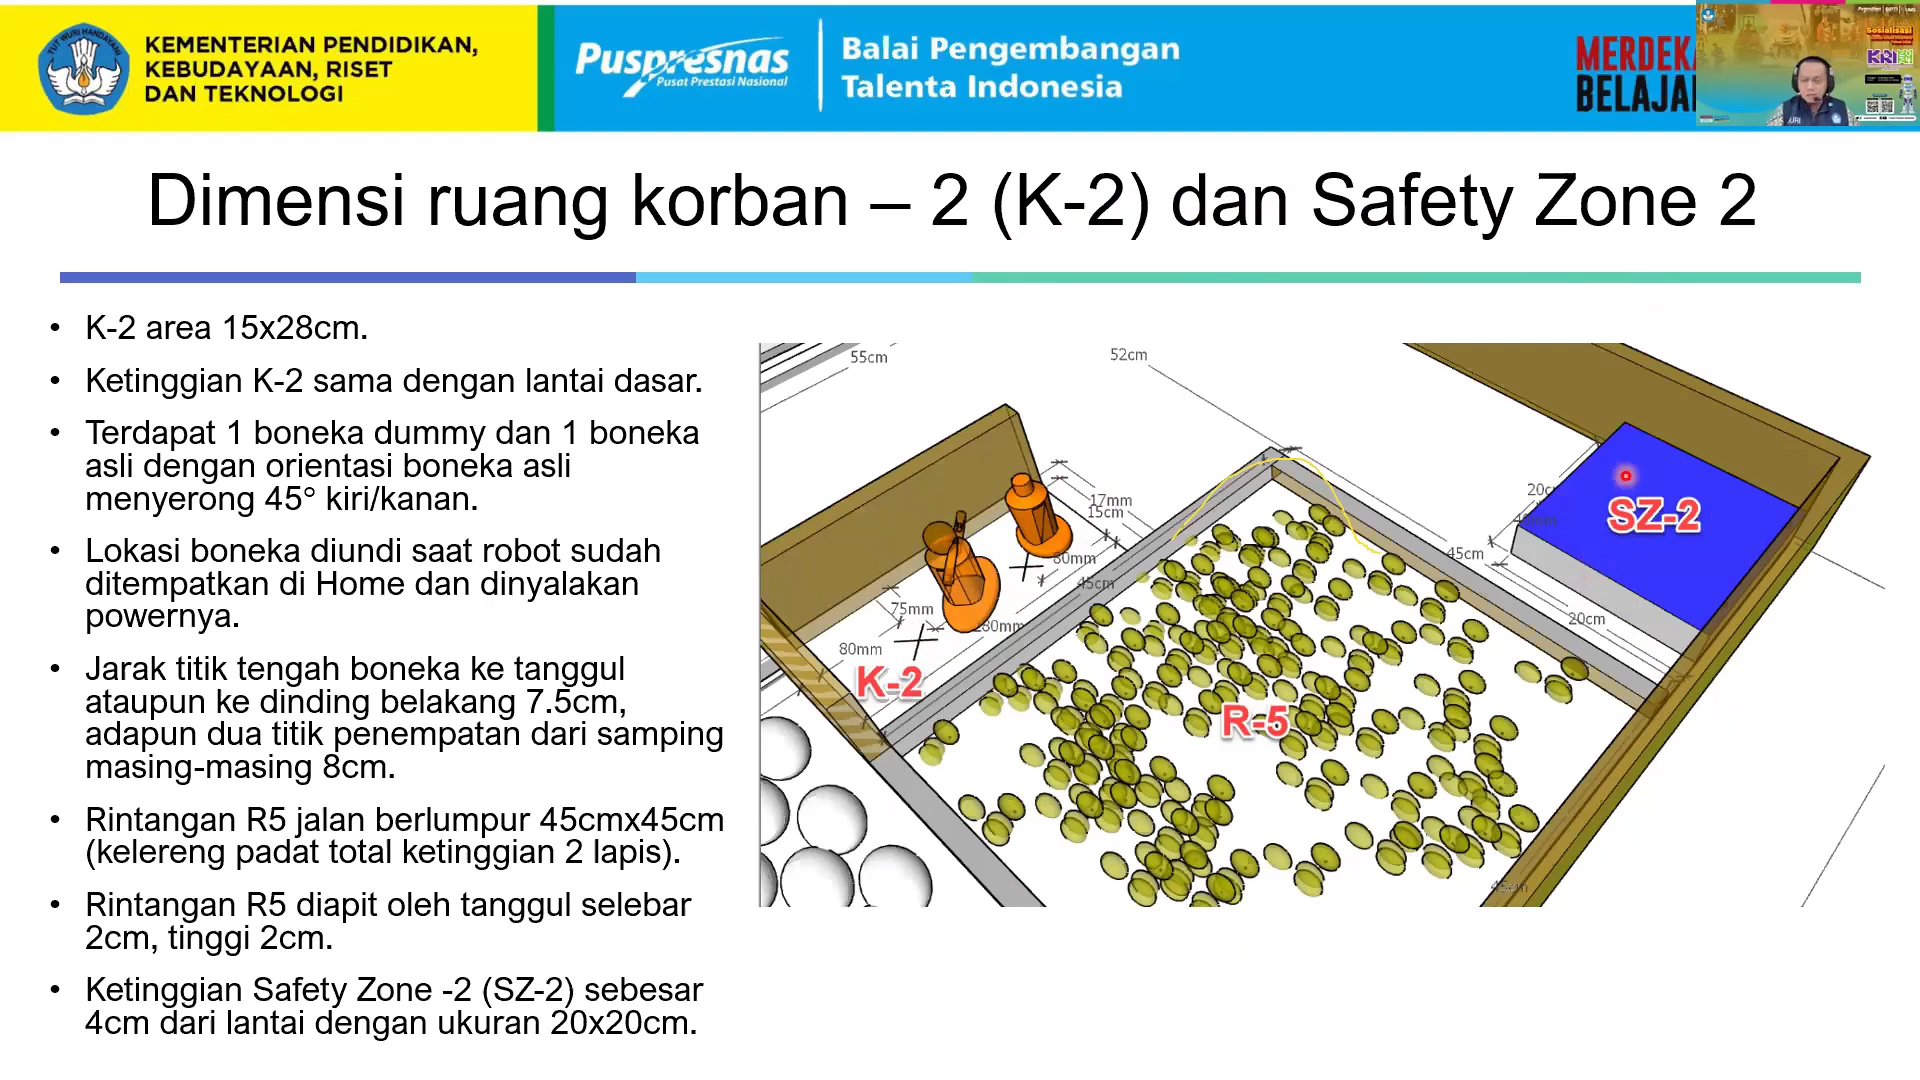 KEMENTERIAN PENDIDIKAN,
KEBUDAYAAN, RISET
DAN TEKNOLOGI
Puspresnas
Pusat Prestasi Nasional
Balai Pengembangan
Talenta Indonesia
MERDEKA
BELAJA
Sosialisasi
KRI
Dimensi ruang korban – 2 (K-2) dan Safety Zone 2
• K-2 area 15x28cm.
• Ketinggian K-2 sama dengan lantai dasar.
• Terdapat 1 boneka dummy dan 1 boneka
asli dengan orientasi boneka asli
menyerong 45° kiri/kanan.
• Lokasi boneka diundi saat robot sudah
ditempatkan di Home dan dinyalakan
powernya.
• Jarak titik tengah boneka ke tanggul
ataupun ke dinding belakang 7.5cm,
adapun dua titik penempatan dari samping
masing-masing 8cm.
• Rintangan R5 jalan berlumpur 45cmx45cm
(kelereng padat total ketinggian 2 lapis).
• Rintangan R5 diapit oleh tanggul selebar
2cm, tinggi 2cm.
• Ketinggian Safety Zone -2 (SZ-2) sebesar
4cm dari lantai dengan ukuran 20x20cm.
55cm
52cm
17mm
15cm
80mm
45cm
75mm
280mm
80mm
K-2
R-5
20c
SZ-2
45cm
20cm
45cm